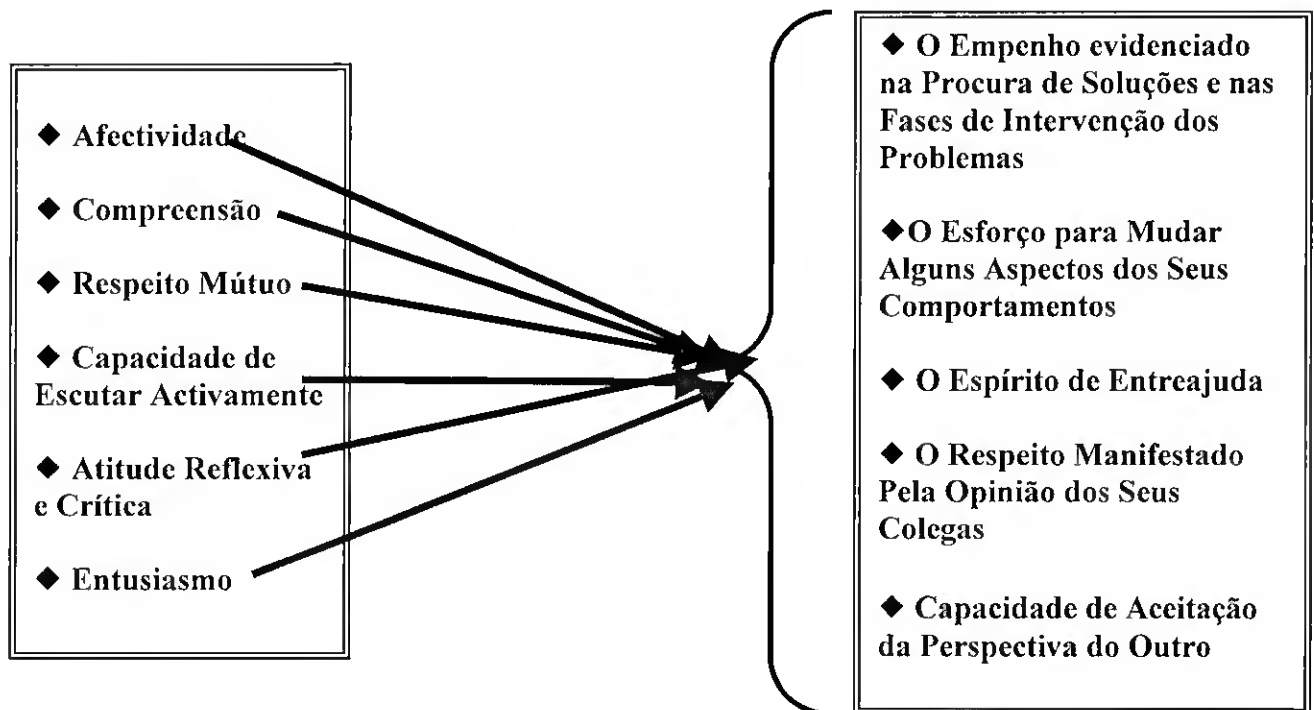 ◆ Afectividade
◆ Compreensão
◆ Respeito Mútuo
◆ Capacidade de
Escutar Activamente
◆ Atitude Reflexiva
e Crítica
◆ Entusiasmo
◆ O Empenho evidenciado
na Procura de Soluções e nas
Fases de Intervenção dos
Problemas
◆O Esforço para Mudar
Alguns Aspectos dos Seus
Comportamentos
◆ O Espírito de Entreajuda
◆ O Respeito Manifestado
Pela Opinião dos Seus
Colegas
◆ Capacidade de Aceitação
da Perspectiva do Outro